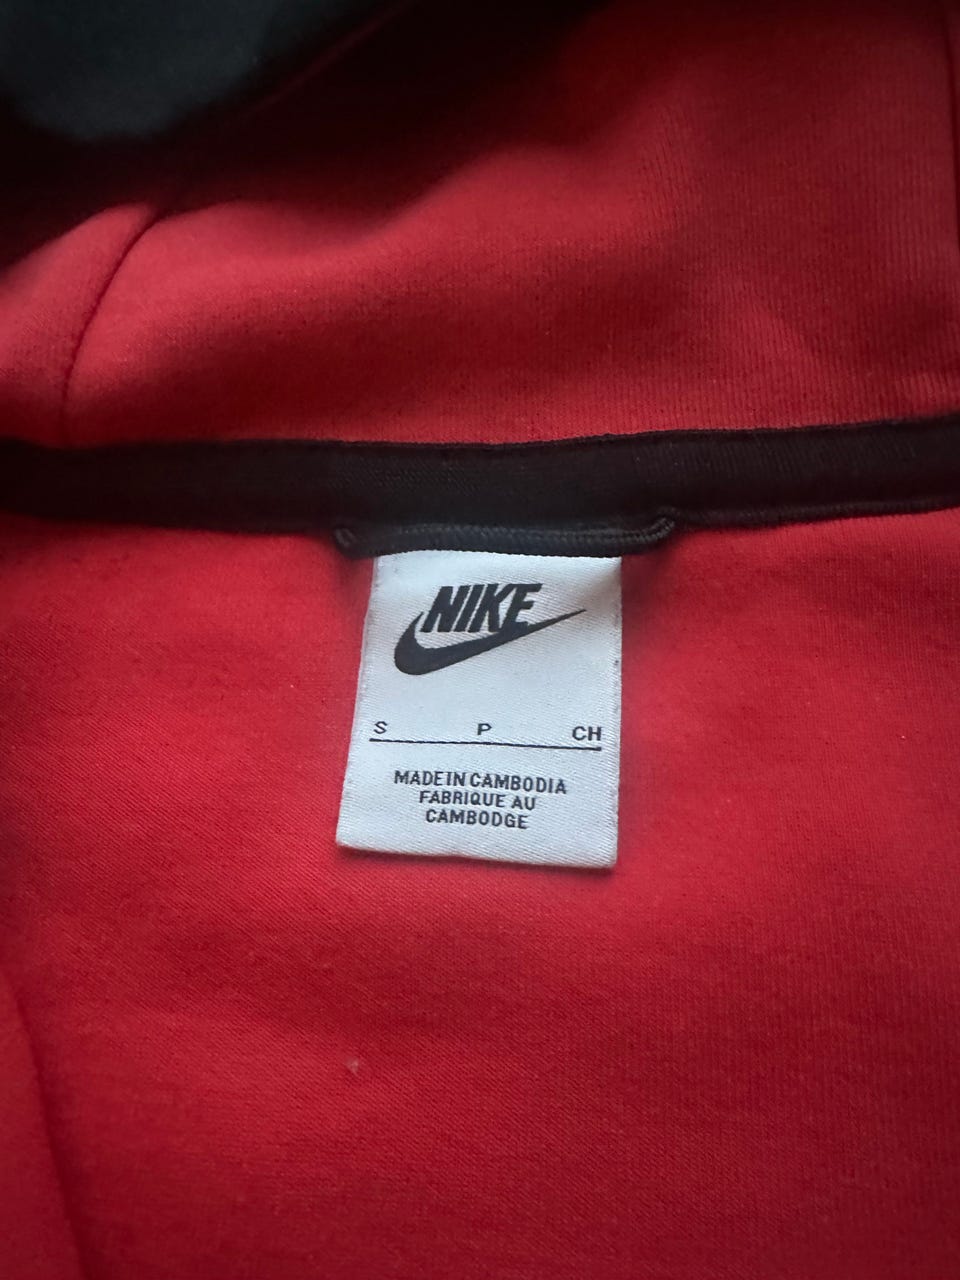 NIKE
S P CH
MADE IN CAMBODIA
FABRIQUE AU
CAMBODGE